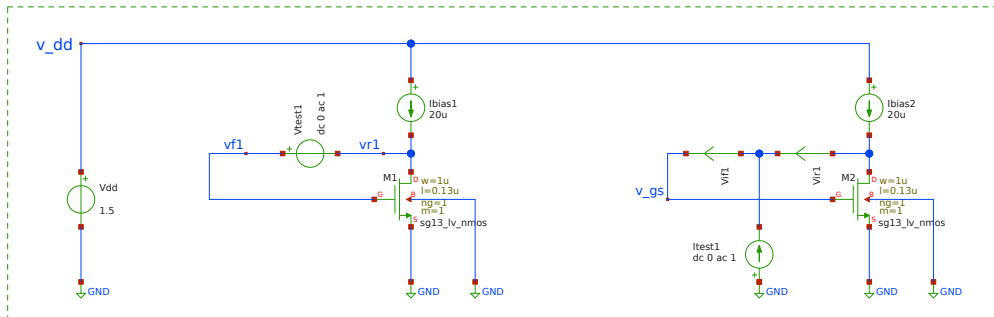 v_dd
Vdd
1.5
GND
vf1
+
Vtest1
dc 0 ac 1
vr1
+
Ibias1
20u
M1
D
G
B
S
w=1u
l=0.13u
ng=1
m=1
sg13_lv_nmos
GND
GND
+
Ibias2
20u
Vif1
Vir1
v_gs
M2
D
G
B
S
w=1u
l=0.13u
ng=1
m=1
sg13_lv_nmos
Itest1
dc 0 ac 1
+
GND
GND
GND
+